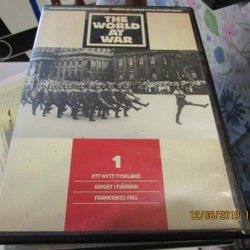 THE WORLD
AT WAR
1
ETT NYTT TYSKLAND
KRISET I FJÄRRAN
FRANKRIKES FALL
12/06/2019